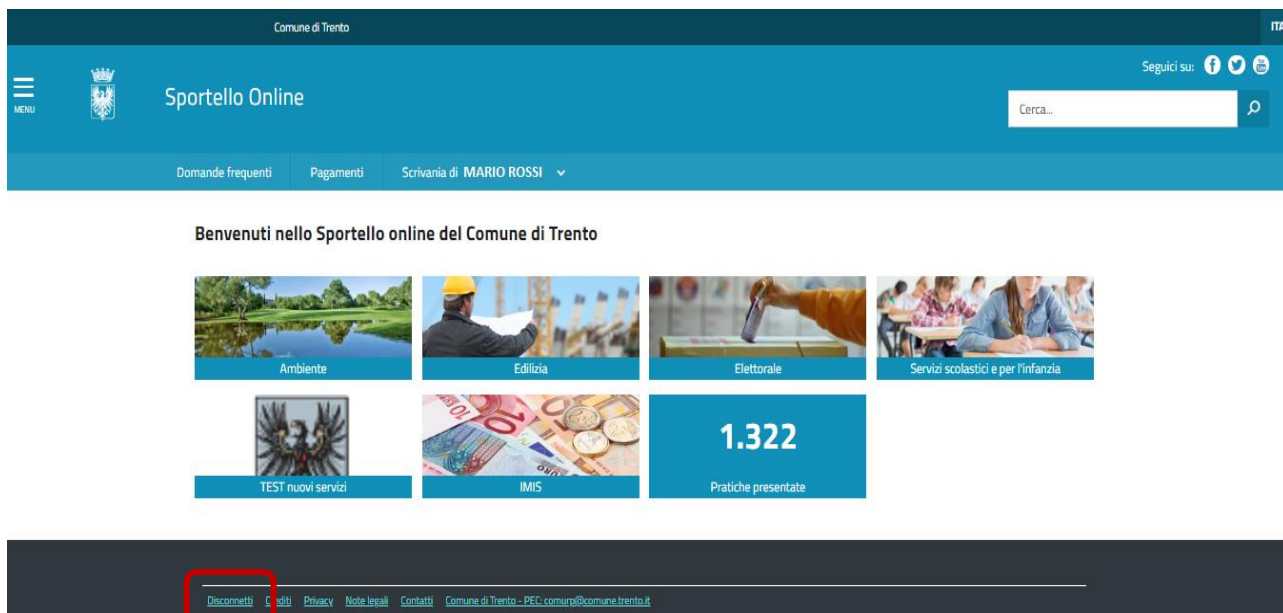 Comune di Trento
ITA
Seguici su:
MENU
Sportello Online
Cerca...
Domande frequenti Pagamenti Scrivania di MARIO ROSSI
Benvenuti nello Sportello online del Comune di Trento
Ambiente
Edilizia
Elettorale
Servizi scolastici e per l'infanzia
TEST nuovi servizi
IMIS
1.322
Pratiche presentate
Disconnetti Crediti Privacy Note legali Contatti Comune di Trento - PEC: comurp@comune.trento.it